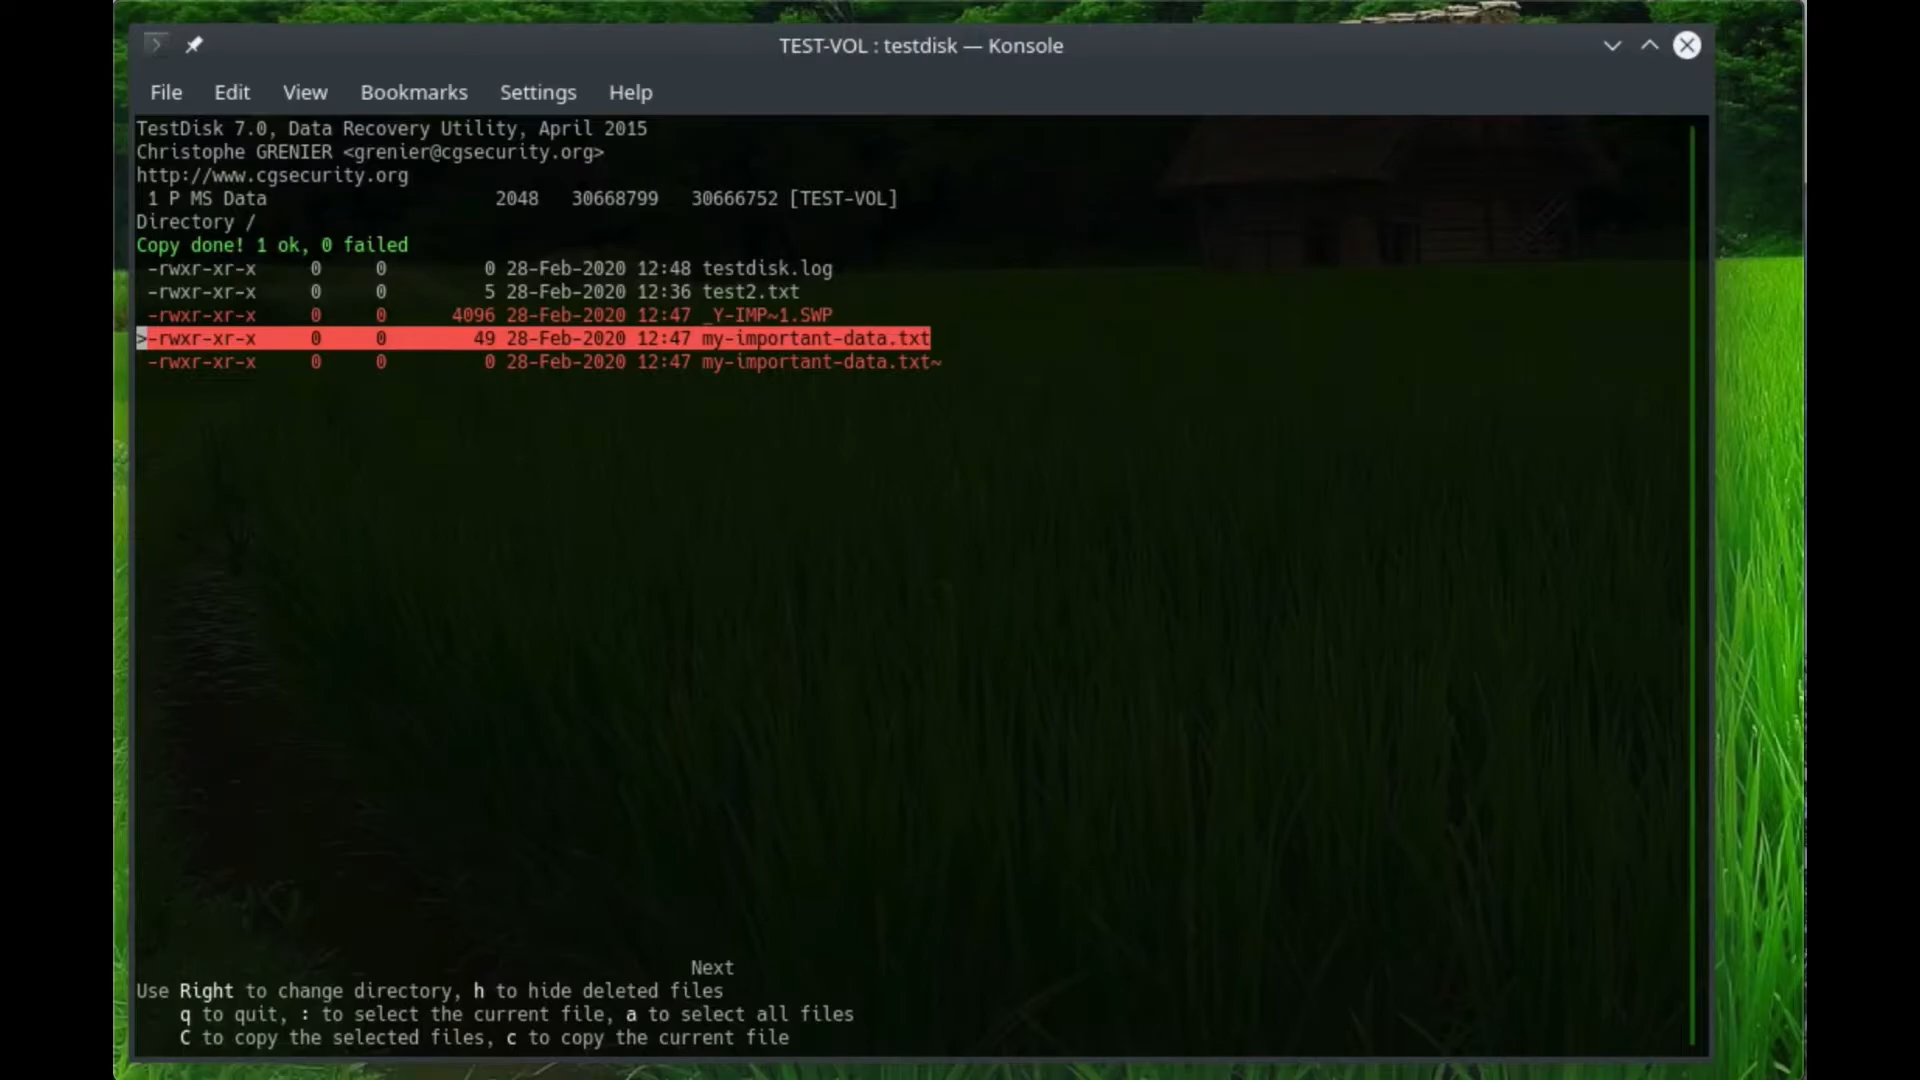 TEST-VOL : testdisk — Konsole
File Edit View Bookmarks Settings Help
TestDisk 7.0, Data Recovery Utility, April 2015
Christophe GRENIER <grenier@cgsecurity.org>
http://www.cgsecurity.org
1 P MS Data 2048 30668799 30666752 [TEST-VOL]
Directory /
Copy done! 1 ok, 0 failed
-rwxr-xr-x 0 0 0 28-Feb-2020 12:48 testdisk.log
-rwxr-xr-x 0 0 5 28-Feb-2020 12:36 test2.txt
-rwxr-xr-x 0 0 4096 28-Feb-2020 12:47 _Y-IMP~1.SWP
>-rwxr-xr-x 0 0 49 28-Feb-2020 12:47 my-important-data.txt
-rwxr-xr-x 0 0 0 28-Feb-2020 12:47 my-important-data.txt~
Next
Use Right to change directory, h to hide deleted files
q to quit, : to select the current file, a to select all files
C to copy the selected files, c to copy the current file